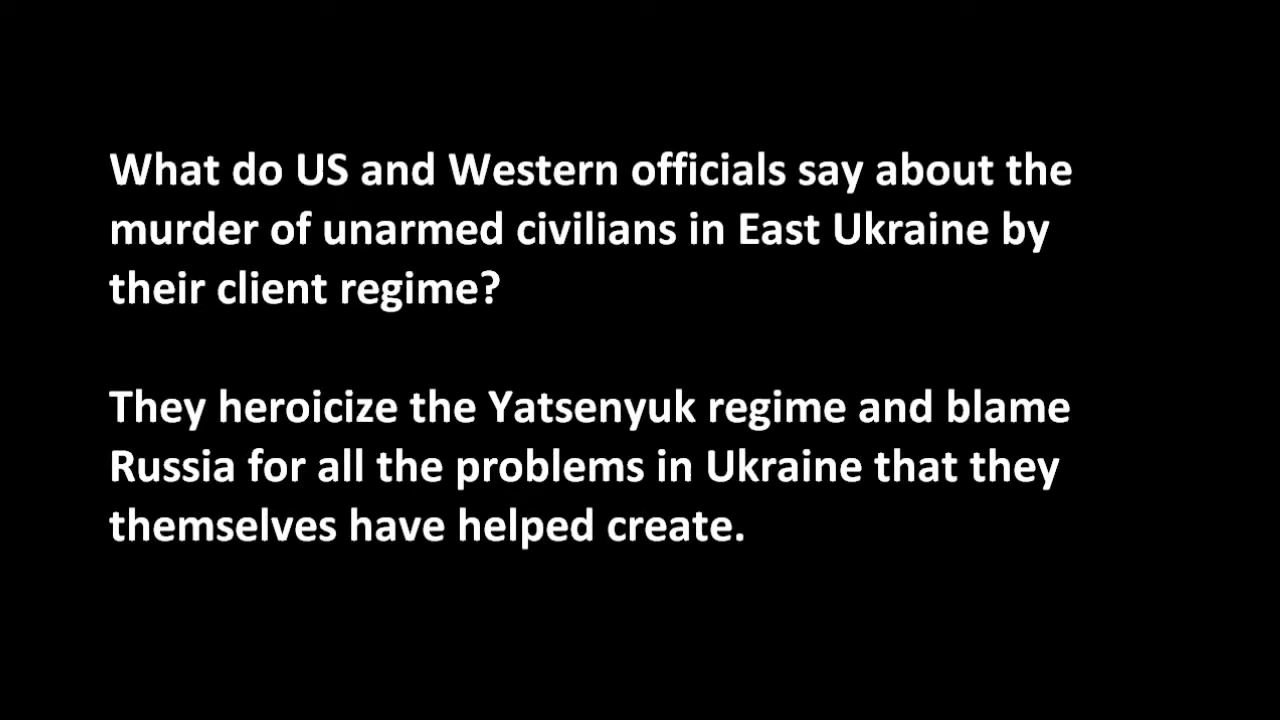 What do US and Western officials say about the
murder of unarmed civilians in East Ukraine by
their client regime?
They heroicize the Yatsenyuk regime and blame
Russia for all the problems in Ukraine that they
themselves have helped create.